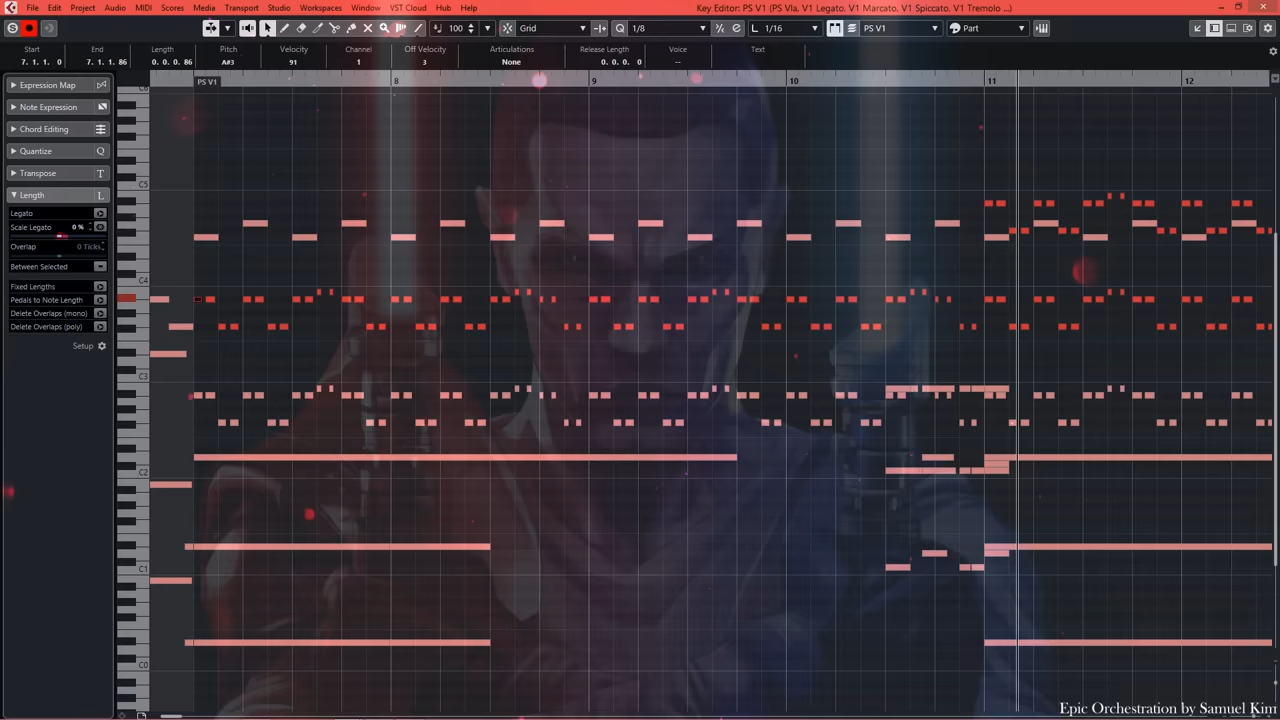 File Edit Project Audio MIDI Scores Media Transport Studio Workspaces Window VST Cloud Hub Help Key Editor: PS V1 (PS Vla, V1 Legato, V1 Marcato, V1 Spiccato, V1 Tremolo ...)
100 Grid Q 1/8 L 1/16 PS V1 Part
Start End Length Pitch Velocity Channel Off Velocity Articulations Release Length Voice Text
7. 1. 1. 0 7. 1. 1. 86 0. 0. 0. 86 A#3 91 1 3 None 0. 0. 0. 0 --
PS V1 8 9 10 11 12
Expression Map
Note Expression
Chord Editing
Quantize Q
Transpose T
Length L
Legato
Scale Legato 0 %
Overlap 0 Ticks
Between Selected
Fixed Lengths
Pedals to Note Length
Delete Overlaps (mono)
Delete Overlaps (poly)
Setup
C5
C4
C3
C2
C1
C0
Epic Orchestration by Samuel Kim